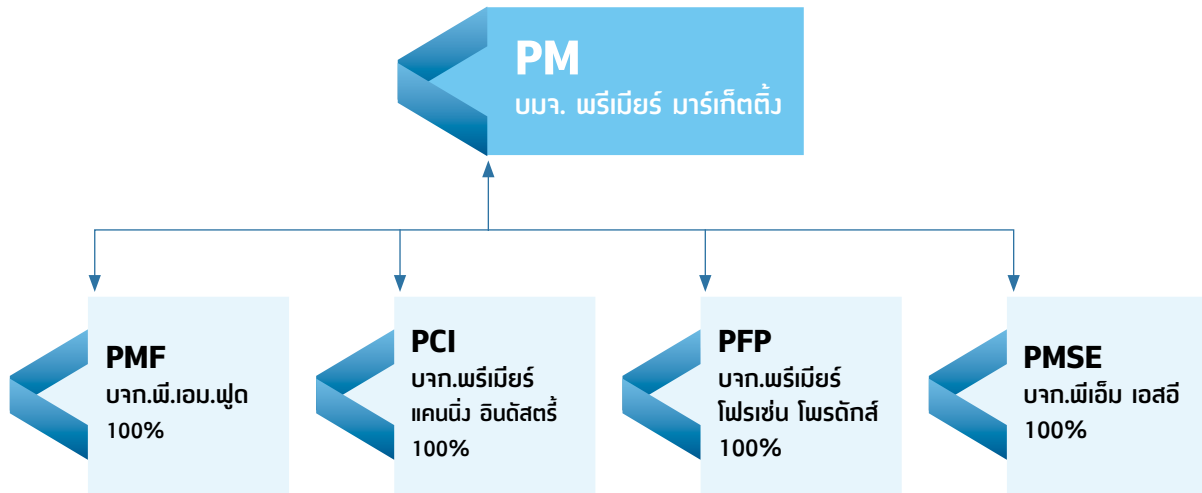 PM
บมจ. พรีเมียร์ มาร์เก็ตติ้ง
PMF
บจก.พี.เอม.ฟูด
100%
PCI
บจก.พรีเมียร์
แคนนิ่ง อินดัสตรี้
100%
PFP
บจก.พรีเมียร์
โฟรเซ่น โพรดักส์
100%
PMSE
บจก.พีเอ็ม เอสอี
100%